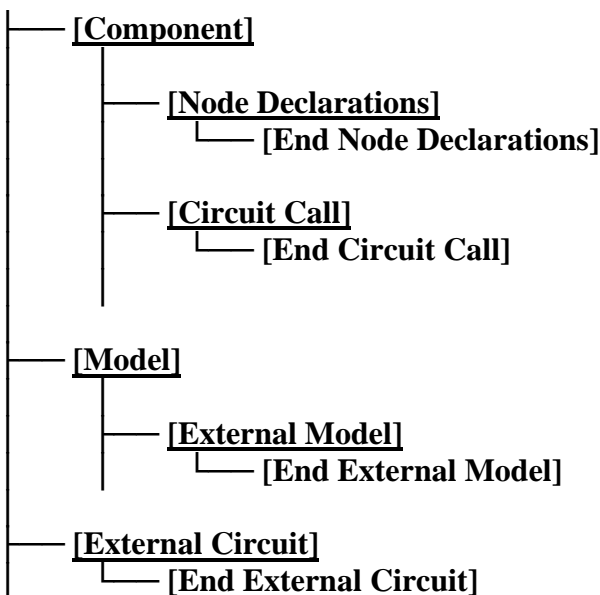 [Component]
[Node Declarations]
[End Node Declarations]
[Circuit Call]
[End Circuit Call]
[Model]
[External Model]
[End External Model]
[External Circuit]
[End External Circuit]